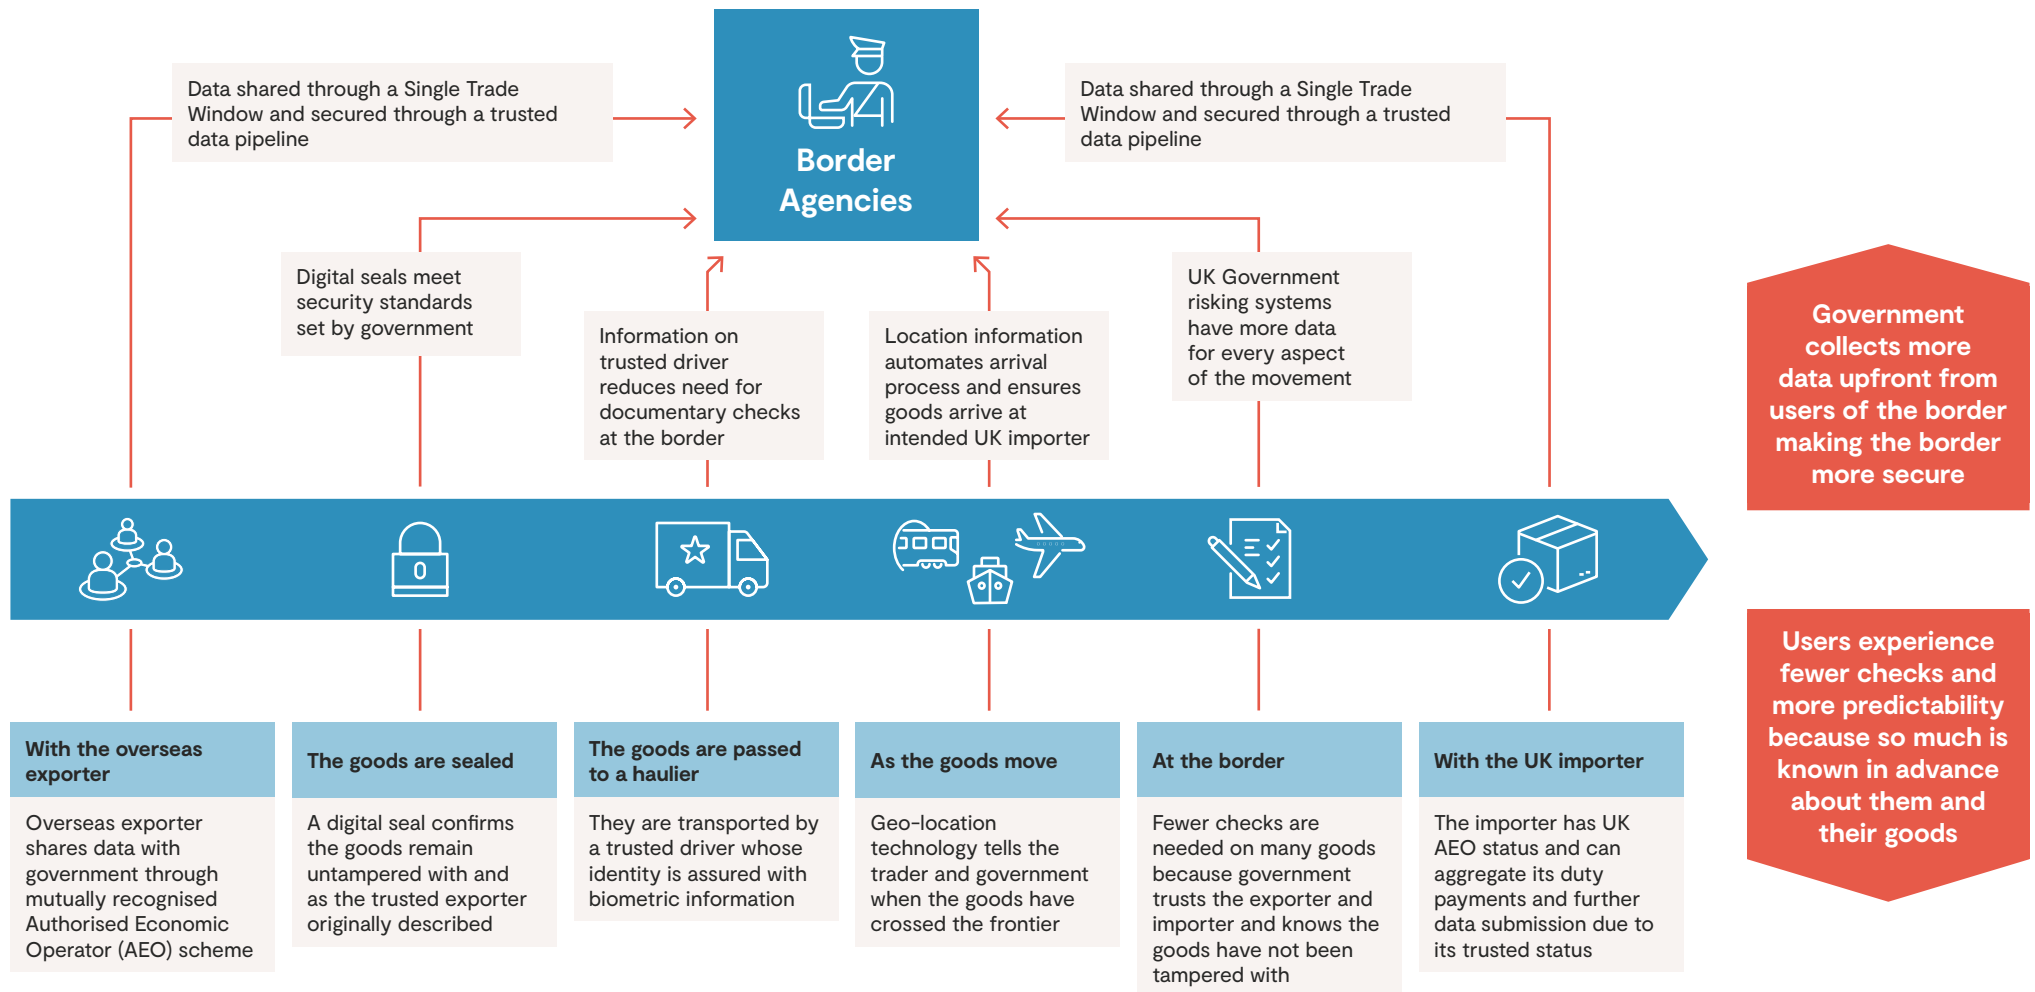 Data shared through a Single Trade
Window and secured through a trusted
data pipeline
Border
Agencies
Data shared through a Single Trade
Window and secured through a trusted
data pipeline
Digital seals meet
security standards
set by government
Information on
trusted driver
reduces need for
documentary checks
at the border
Location information
automates arrival
process and ensures
goods arrive at
intended UK importer
UK Government
risking systems
have more data
for every aspect
of the movement
Government
collects more
data upfront from
users of the border
making the border
more secure
With the overseas
exporter
Overseas exporter
shares data with
government through
mutually recognised
Authorised Economic
Operator (AEO) scheme
The goods are sealed
A digital seal confirms
the goods remain
untampered with and
as the trusted exporter
originally described
The goods are passed
to a haulier
They are transported by
a trusted driver whose
identity is assured with
biometric information
As the goods move
Geo-location
technology tells the
trader and government
when the goods have
crossed the frontier
At the border
Fewer checks are
needed on many goods
because government
trusts the exporter and
importer and knows the
goods have not been
tampered with
With the UK importer
The importer has UK
AEO status and can
aggregate its duty
payments and further
data submission due to
its trusted status
Users experience
fewer checks and
more predictability
because so much is
known in advance
about them and
their goods